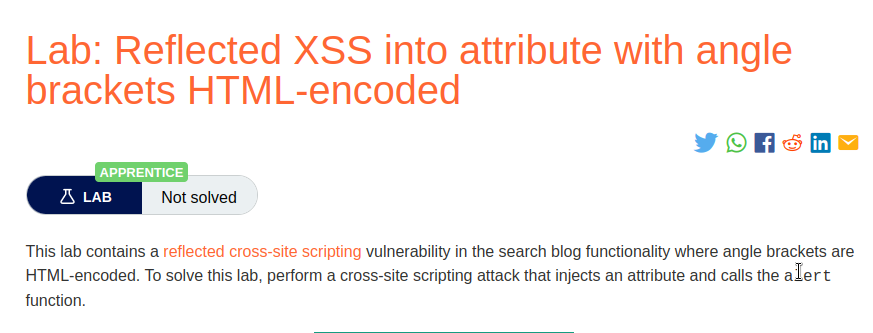 Lab: Reflected XSS into attribute with angle
brackets HTML-encoded
APPRENTICE
LAB Not solved
This lab contains a reflected cross-site scripting vulnerability in the search blog functionality where angle brackets are
HTML-encoded. To solve this lab, perform a cross-site scripting attack that injects an attribute and calls the alert
function.